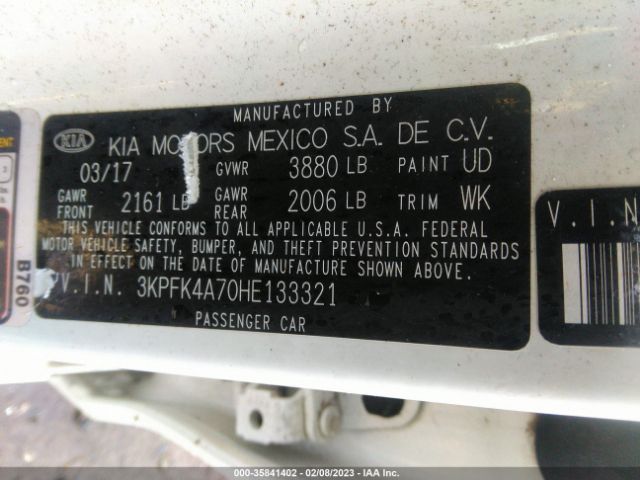 MANUFACTURED BY
KIA KIA MOTORS MEXICO S.A. DE C.V.
03/17 GVWR 3880 LB PAINT UD
GAWR FRONT 2161 LB GAWR REAR 2006 LB TRIM WK
THIS VEHICLE CONFORMS TO ALL APPLICABLE U.S.A. FEDERAL
MOTOR VEHICLE SAFETY, BUMPER, AND THEFT PREVENTION STANDARDS
IN EFFECT ON THE DATE OF MANUFACTURE SHOWN ABOVE.
V.I.N. 3KPFK4A70HE133321
PASSENGER CAR
B760
V.I.N
000-35841402 - 02/08/2023 - IAA Inc.